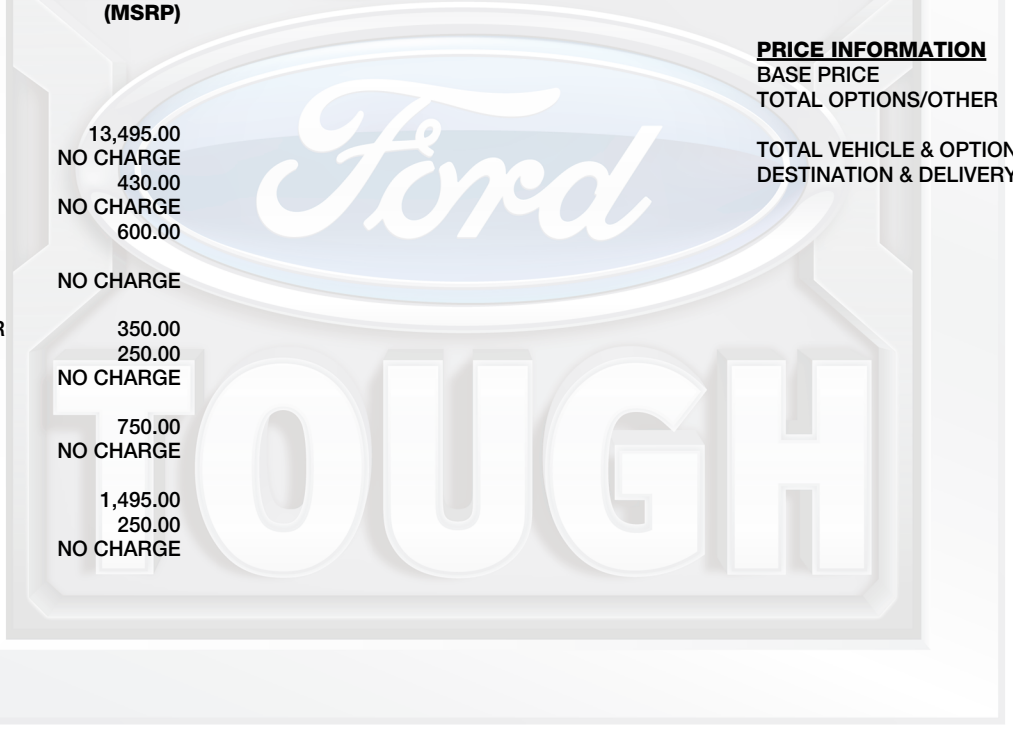 (MSRP)
13,495.00
NO CHARGE
430.00
NO CHARGE
600.00
NO CHARGE
R 350.00
250.00
NO CHARGE
750.00
NO CHARGE
1,495.00
250.00
NO CHARGE
PRICE INFORMATION
BASE PRICE
TOTAL OPTIONS/OTHER
TOTAL VEHICLE & OPTION
DESTINATION & DELIVERY
Ford
TOUGH